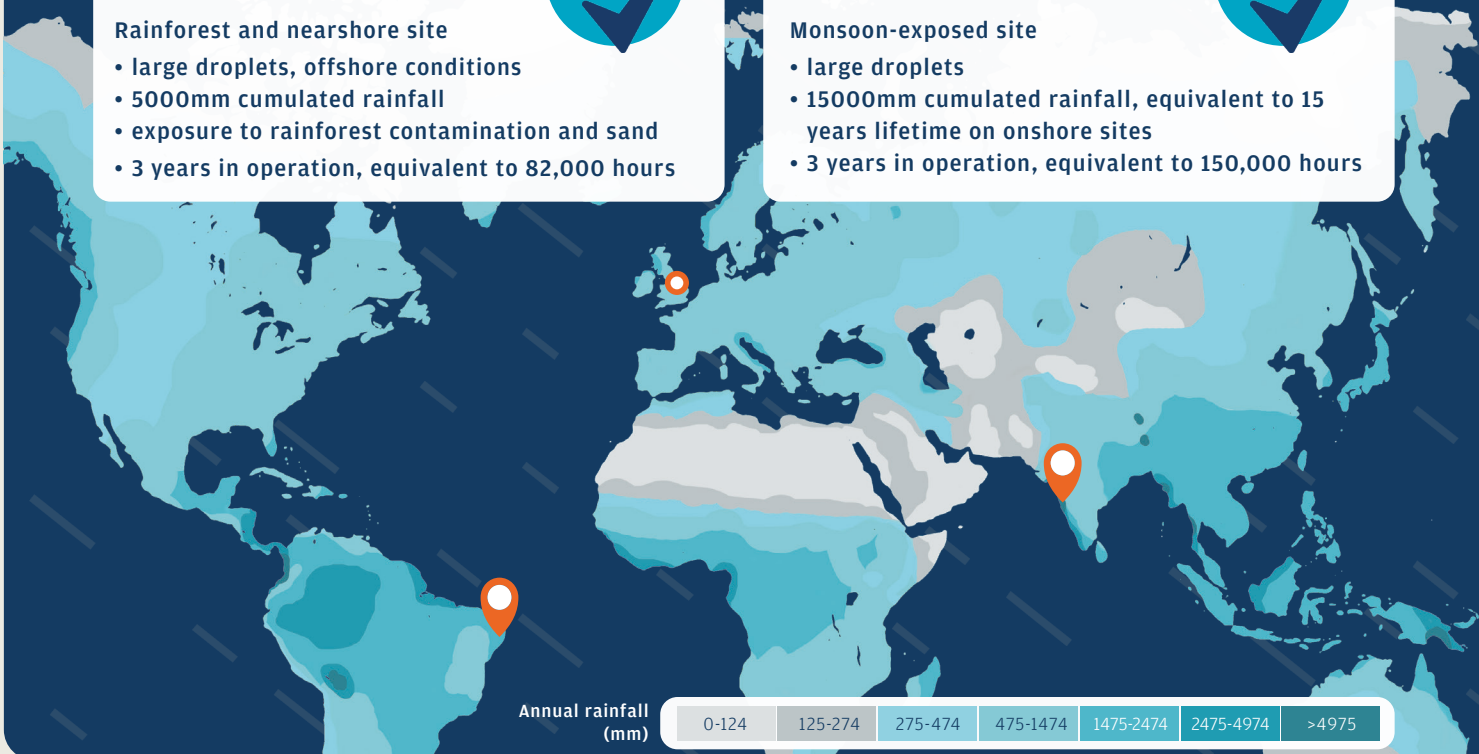 Rainforest and nearshore site
• large droplets, offshore conditions
• 5000mm cumulated rainfall
• exposure to rainforest contamination and sand
• 3 years in operation, equivalent to 82,000 hours
Monsoon-exposed site
• large droplets
• 15000mm cumulated rainfall, equivalent to 15
years lifetime on onshore sites
• 3 years in operation, equivalent to 150,000 hours
Annual rainfall
(mm)
0-124 125-274 275-474 475-1474 1475-2474 2475-4974 >4975